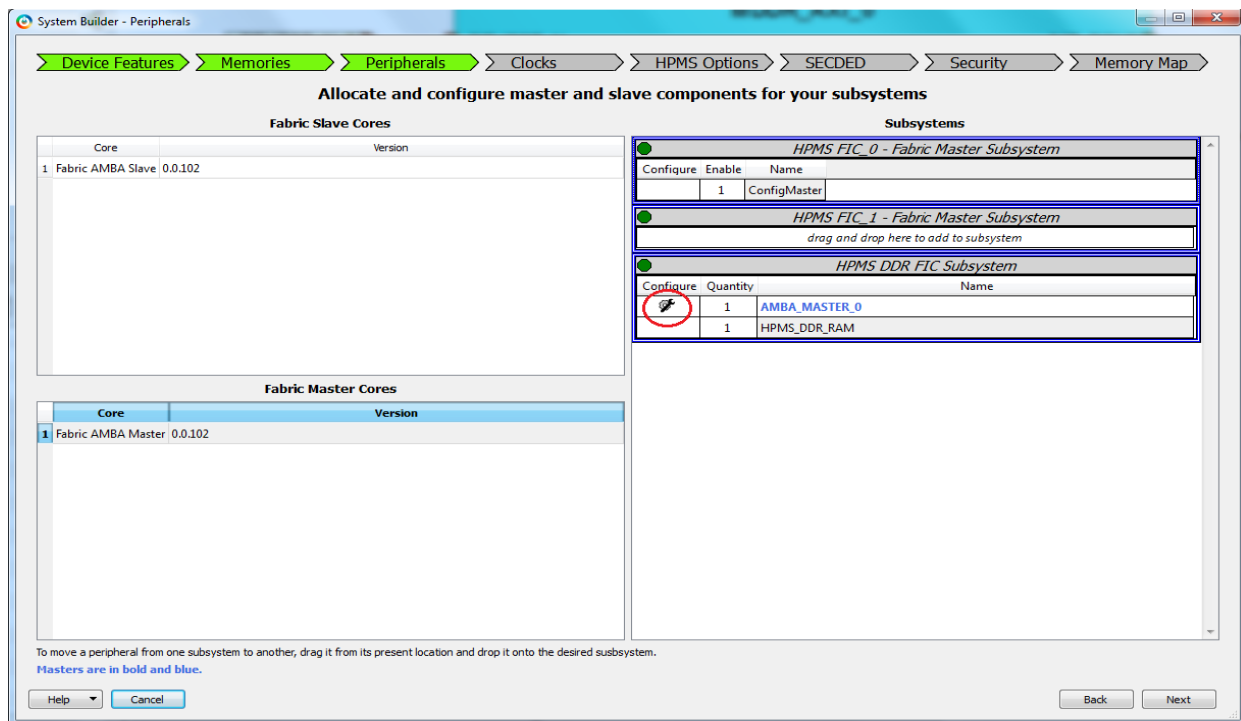 System Builder - Peripherals
Device Features Memories Peripherals Clocks HPMS Options SECDED Security Memory Map
Allocate and configure master and slave components for your subsystems
Fabric Slave Cores
Core Version
1 Fabric AMBA Slave 0.0.102
Fabric Master Cores
Core Version
1 Fabric AMBA Master 0.0.102
Subsystems
HPMS FIC_0 - Fabric Master Subsystem
Configure Enable Name
1 ConfigMaster
HPMS FIC_1 - Fabric Master Subsystem
drag and drop here to add to subsystem
HPMS DDR FIC Subsystem
Configure Quantity Name
1 AMBA_MASTER_0
1 HPMS_DDR_RAM
To move a peripheral from one subsystem to another, drag it from its present location and drop it onto the desired susbsystem.
Masters are in bold and blue.
Help Cancel Back Next